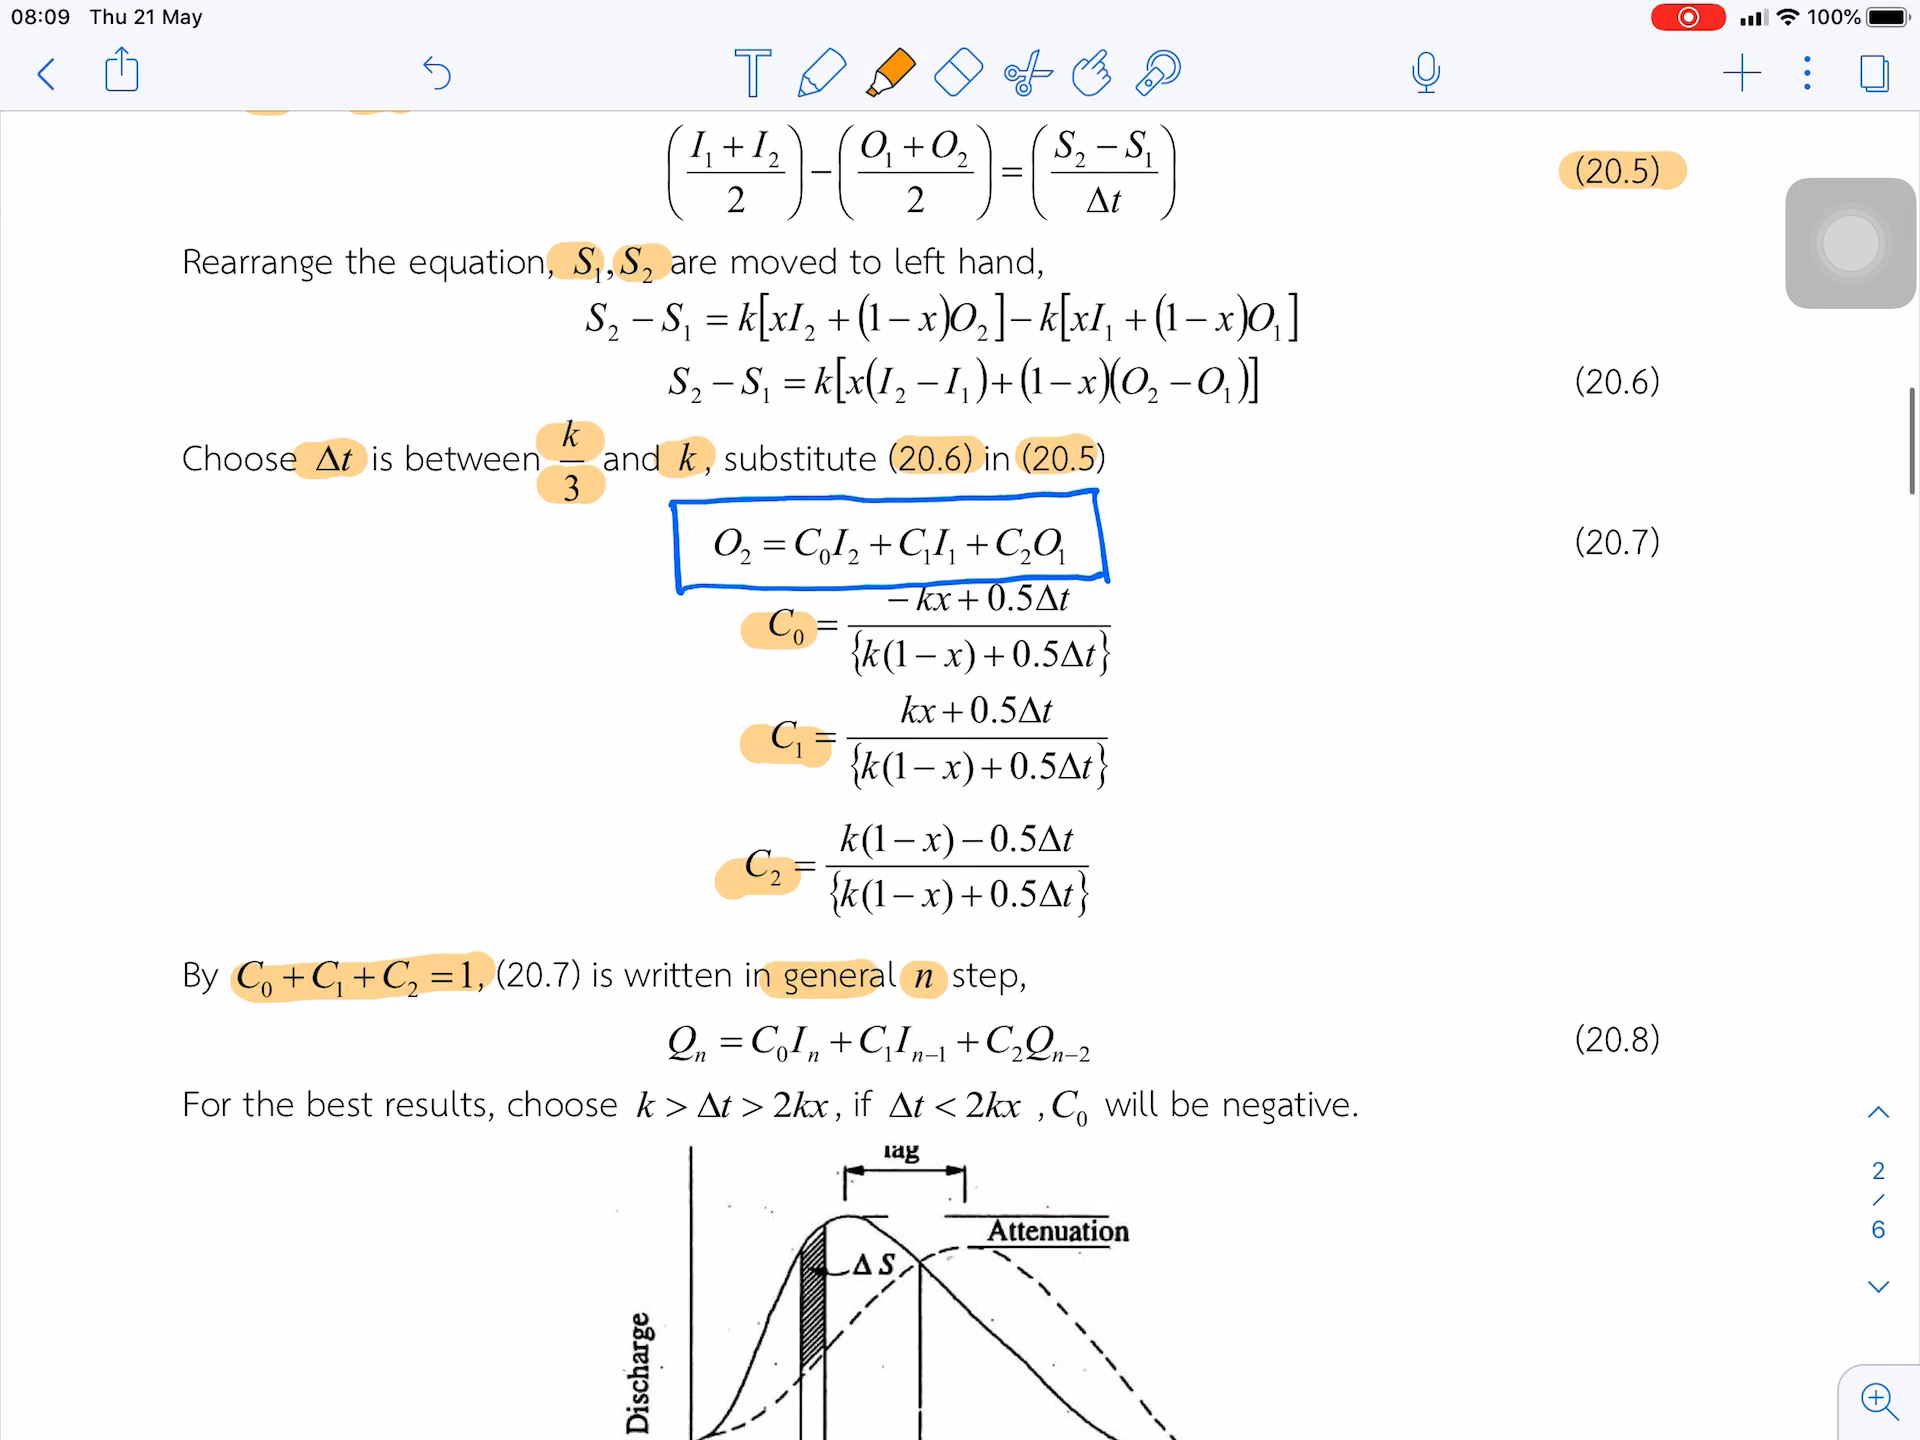 08:09 Thu 21 May 100%
(I₁ + I₂ / 2) − (O₁ + O₂ / 2) = (S₂ − S₁ / Δt) (20.5)
Rearrange the equation, S₁, S₂ are moved to left hand,
S₂ − S₁ = k[xI₂ + (1 − x)O₂] − k[xI₁ + (1 − x)O₁]
S₂ − S₁ = k[x(I₂ − I₁) + (1 − x)(O₂ − O₁)] (20.6)
Choose Δt is between k/3 and k, substitute (20.6) in (20.5)
O₂ = C₀I₂ + C₁I₁ + C₂O₁ (20.7)
C₀ = − kx + 0.5Δt / {k(1 − x) + 0.5Δt}
C₁ = kx + 0.5Δt / {k(1 − x) + 0.5Δt}
C₂ = k(1 − x) − 0.5Δt / {k(1 − x) + 0.5Δt}
By C₀ + C₁ + C₂ = 1, (20.7) is written in general n step,
Qₙ = C₀Iₙ + C₁Iₙ₋₁ + C₂Qₙ₋₂ (20.8)
For the best results, choose k > Δt > 2kx, if Δt < 2kx , C₀ will be negative.
lag
Attenuation
Δ S
Discharge
2
/
6